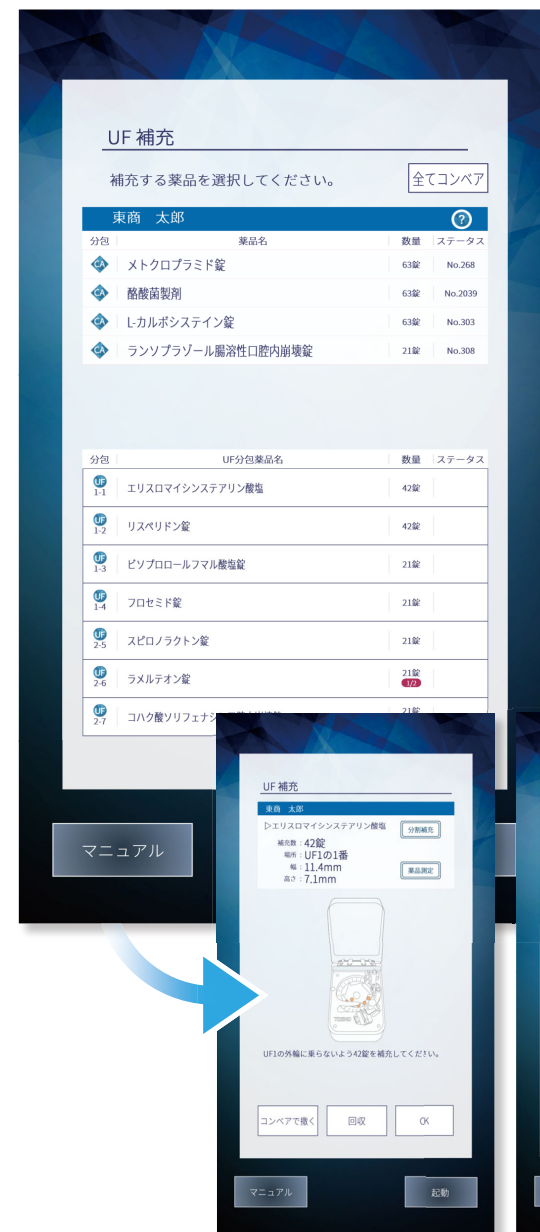 UF 補充
補充する薬品を選択してください。
全てコンベア
東商 太郎
?
分包 薬品名 数量 ステータス
CA メトクロプラミド錠 63錠 No.268
CA 酪酸菌製剤 63錠 No.2039
CA L-カルボシステイン錠 63錠 No.303
CA ランソプラゾール腸溶性口腔内崩壊錠 21錠 No.308
分包 UF分包薬品名 数量 ステータス
UF 1-1 エリスロマイシンステアリン酸塩 42錠
UF 1-2 リスペリドン錠 42錠
UF 1-3 ビソプロロールフマル酸塩錠 21錠
UF 1-4 フロセミド錠 21錠
UF 2-5 スピロノラクトン錠 21錠
UF 2-6 ラメルテオン錠 21錠 1/2
UF 2-7 コハク酸ソリフェナシ 21錠
マニュアル
UF 補充
東商 太郎
▷エリスロマイシンステアリン酸塩
分割補充
補充数：42錠
場所：UF1の1番
幅：11.4mm
薬品測定
高さ：7.1mm
TOSHO
UF1の外輪に乗らないよう42錠を補充してください。
コンベアで撒く
回収
OK
マニュアル
起動